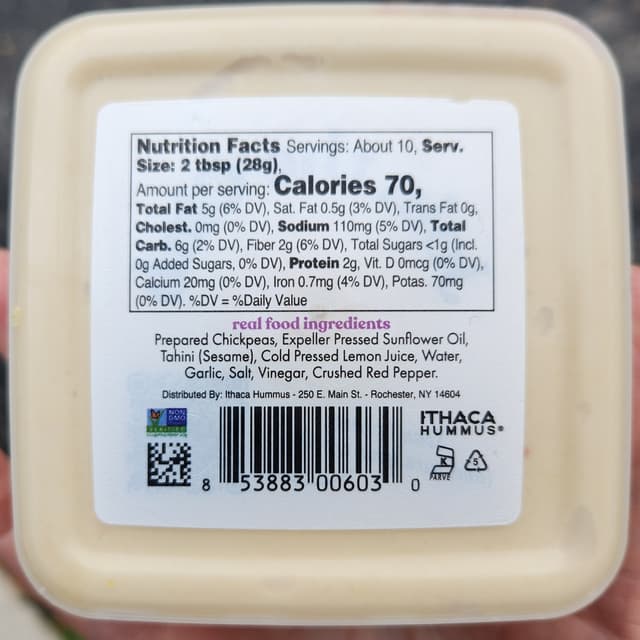 Nutrition Facts Servings: About 10, Serv.
Size: 2 tbsp (28g),
Amount per serving: Calories 70,
Total Fat 5g (6% DV), Sat. Fat 0.5g (3% DV), Trans Fat 0g,
Cholest. 0mg (0% DV), Sodium 110mg (5% DV), Total
Carb. 6g (2% DV), Fiber 2g (6% DV), Total Sugars <1g (Incl.
0g Added Sugars, 0% DV), Protein 2g, Vit. D 0mcg (0% DV),
Calcium 20mg (0% DV), Iron 0.7mg (4% DV), Potas. 70mg
(0% DV). %DV = %Daily Value
real food ingredients
Prepared Chickpeas, Expeller Pressed Sunflower Oil,
Tahini (Sesame), Cold Pressed Lemon Juice, Water,
Garlic, Salt, Vinegar, Crushed Red Pepper.
Distributed By: Ithaca Hummus - 250 E. Main St. - Rochester, NY 14604
NON
GMO
VERIFIED
ITHACA
HUMMUS®
K
PARVE
5
8 53883 00603 0